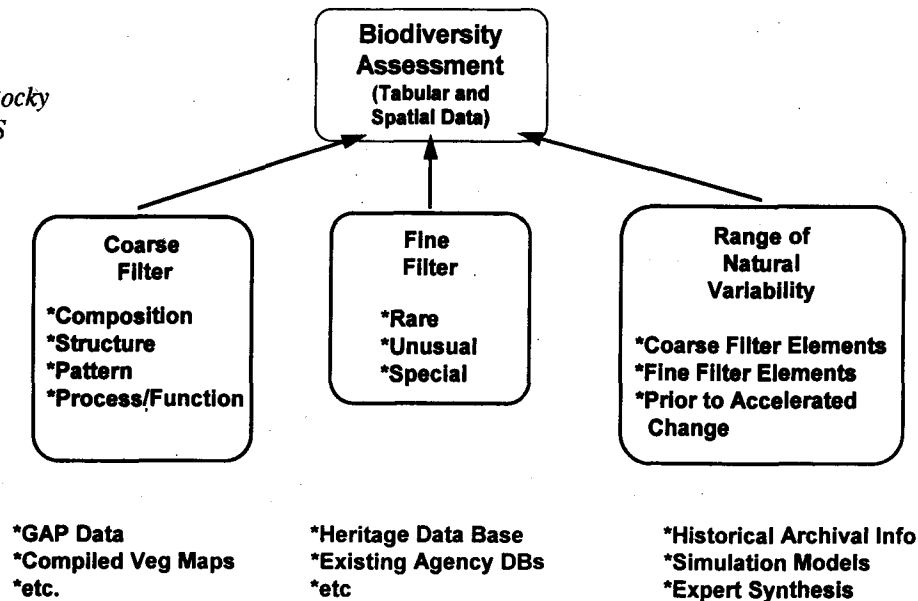 Biodiversity
Assessment
(Tabular and
Spatial Data)
Coarse
Filter
*Composition
*Structure
*Pattern
*Process/Function
Fine
Filter
*Rare
*Unusual
*Special
Range of
Natural
Variability
*Coarse Filter Elements
*Fine Filter Elements
*Prior to Accelerated
Change
*GAP Data
*Compiled Veg Maps
*etc.
*Heritage Data Base
*Existing Agency DBs
*etc
*Historical Archival Info
*Simulation Models
*Expert Synthesis